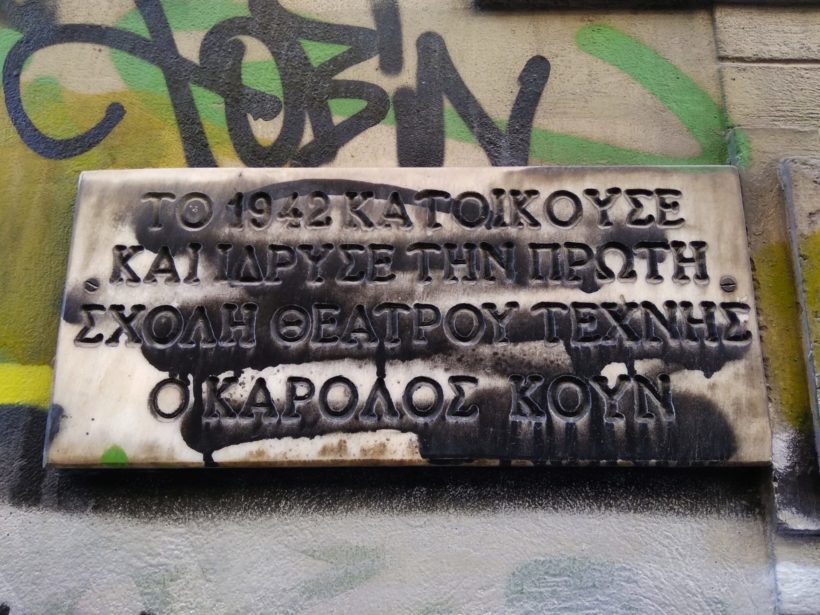 ΤΟ 1942 ΚΑΤΟΙΚΟΥΣΕ
ΚΑΙ ΙΔΡΥΣΕ ΤΗΝ ΠΡΩΤΗ
ΣΧΟΛΗ ΘΕΑΤΡΟΥ ΤΕΧΝΗΣ
Ο ΚΑΡΟΛΟΣ ΚΟΥΝ